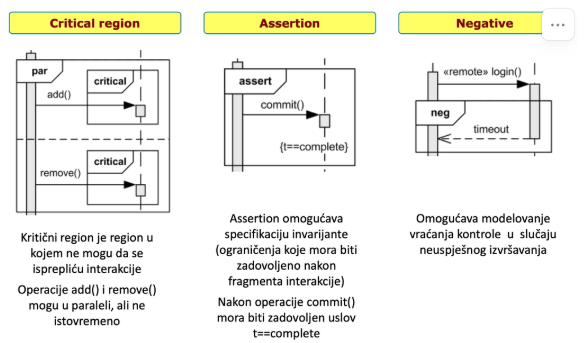 Critical region
par
critical
add()
critical
remove()
Kritični region je region u
kojem ne mogu da se
isprepliću interakcije
Operacije add() i remove()
mogu u paraleli, ali ne
istovremeno
Assertion
assert
commit()
{t==complete}
Assertion omogućava
specifikaciju invarijante
(ograničenja koje mora biti
zadovoljeno nakon
fragmenta interakcije)
Nakon operacije commit()
mora biti zadovoljen uslov
t==complete
Negative
«remote» login()
neg
timeout
Omogućava modelovanje
vraćanja kontrole u slučaju
neuspješnog izvršavanja